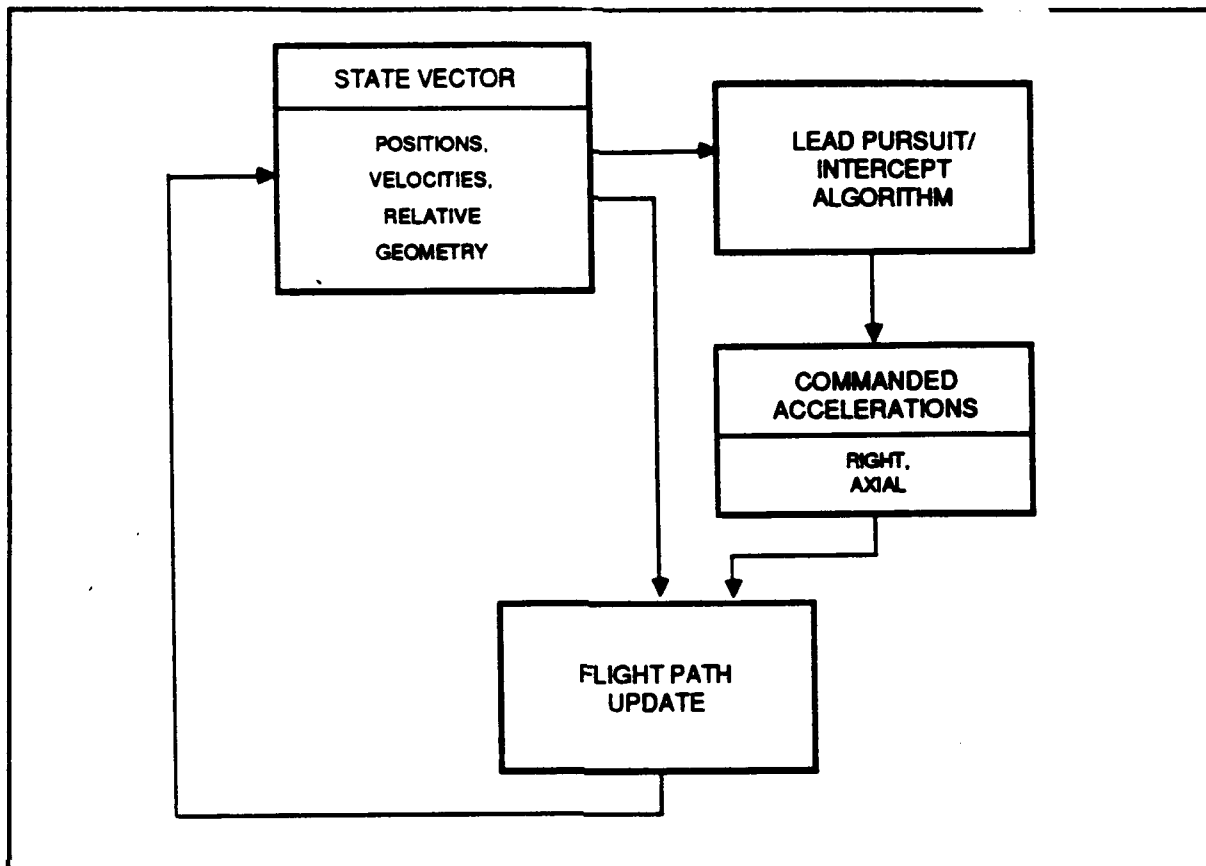 STATE VECTOR
POSITIONS,
VELOCITIES,
RELATIVE
GEOMETRY
LEAD PURSUIT/
INTERCEPT
ALGORITHM
COMMANDED
ACCELERATIONS
RIGHT,
AXIAL
FLIGHT PATH
UPDATE